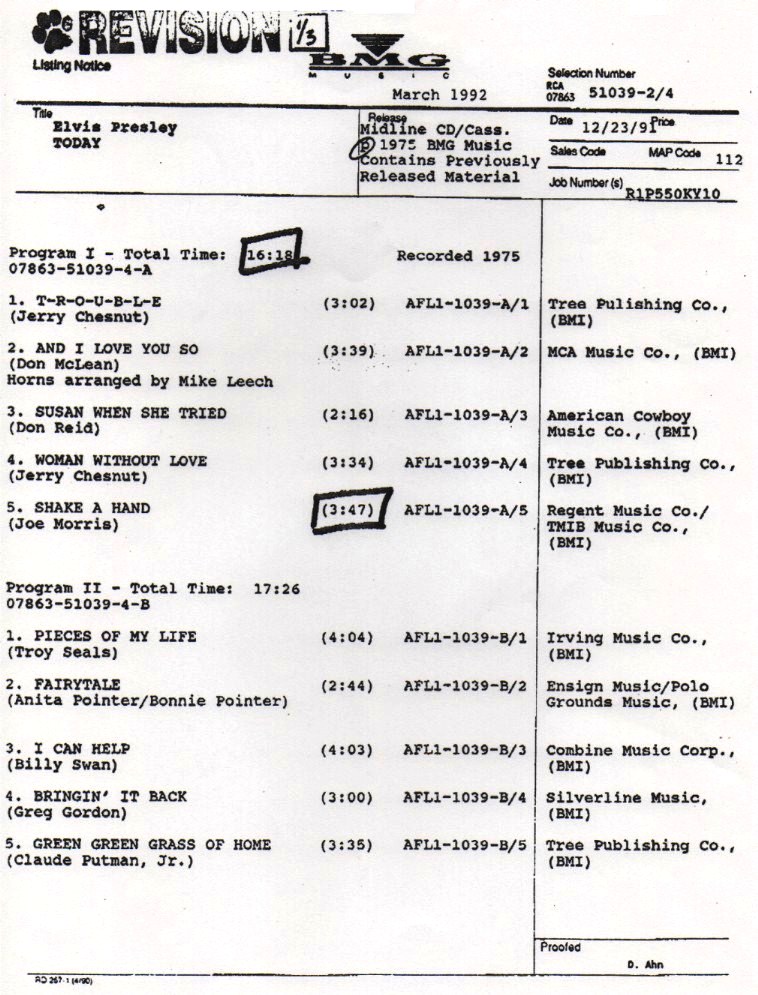 REVISION 1/3
Listing Notice
BMG
MUSIC
March 1992
Selection Number
RCA
07863 51039-2/4
Title
Elvis Presley
TODAY
Release
Midline CD/Cass.
℗ 1975 BMG Music
Contains Previously
Released Material
Date 12/23/91 Price
Sales Code MAP Code 112
Job Number(s) R1P550KY10
Program I - Total Time: 16:18 Recorded 1975
07863-51039-4-A
1. T-R-O-U-B-L-E (3:02) AFL1-1039-A/1 Tree Pulishing Co.,
(Jerry Chesnut) (BMI)
2. AND I LOVE YOU SO (3:39) AFL1-1039-A/2 MCA Music Co., (BMI)
(Don McLean)
Horns arranged by Mike Leech
3. SUSAN WHEN SHE TRIED (2:16) AFL1-1039-A/3 American Cowboy
(Don Reid) Music Co., (BMI)
4. WOMAN WITHOUT LOVE (3:34) AFL1-1039-A/4 Tree Publishing Co.,
(Jerry Chesnut) (BMI)
5. SHAKE A HAND (3:47) AFL1-1039-A/5 Regent Music Co./
(Joe Morris) TMIB Music Co.,
(BMI)
Program II - Total Time: 17:26
07863-51039-4-B
1. PIECES OF MY LIFE (4:04) AFL1-1039-B/1 Irving Music Co.,
(Troy Seals) (BMI)
2. FAIRYTALE (2:44) AFL1-1039-B/2 Ensign Music/Polo
(Anita Pointer/Bonnie Pointer) Grounds Music, (BMI)
3. I CAN HELP (4:03) AFL1-1039-B/3 Combine Music Corp.,
(Billy Swan) (BMI)
4. BRINGIN' IT BACK (3:00) AFL1-1039-B/4 Silverline Music,
(Greg Gordon) (BMI)
5. GREEN GREEN GRASS OF HOME (3:35) AFL1-1039-B/5 Tree Publishing Co.,
(Claude Putman, Jr.) (BMI)
Proofed
D. Ahn
RD 267-1 (4/90)